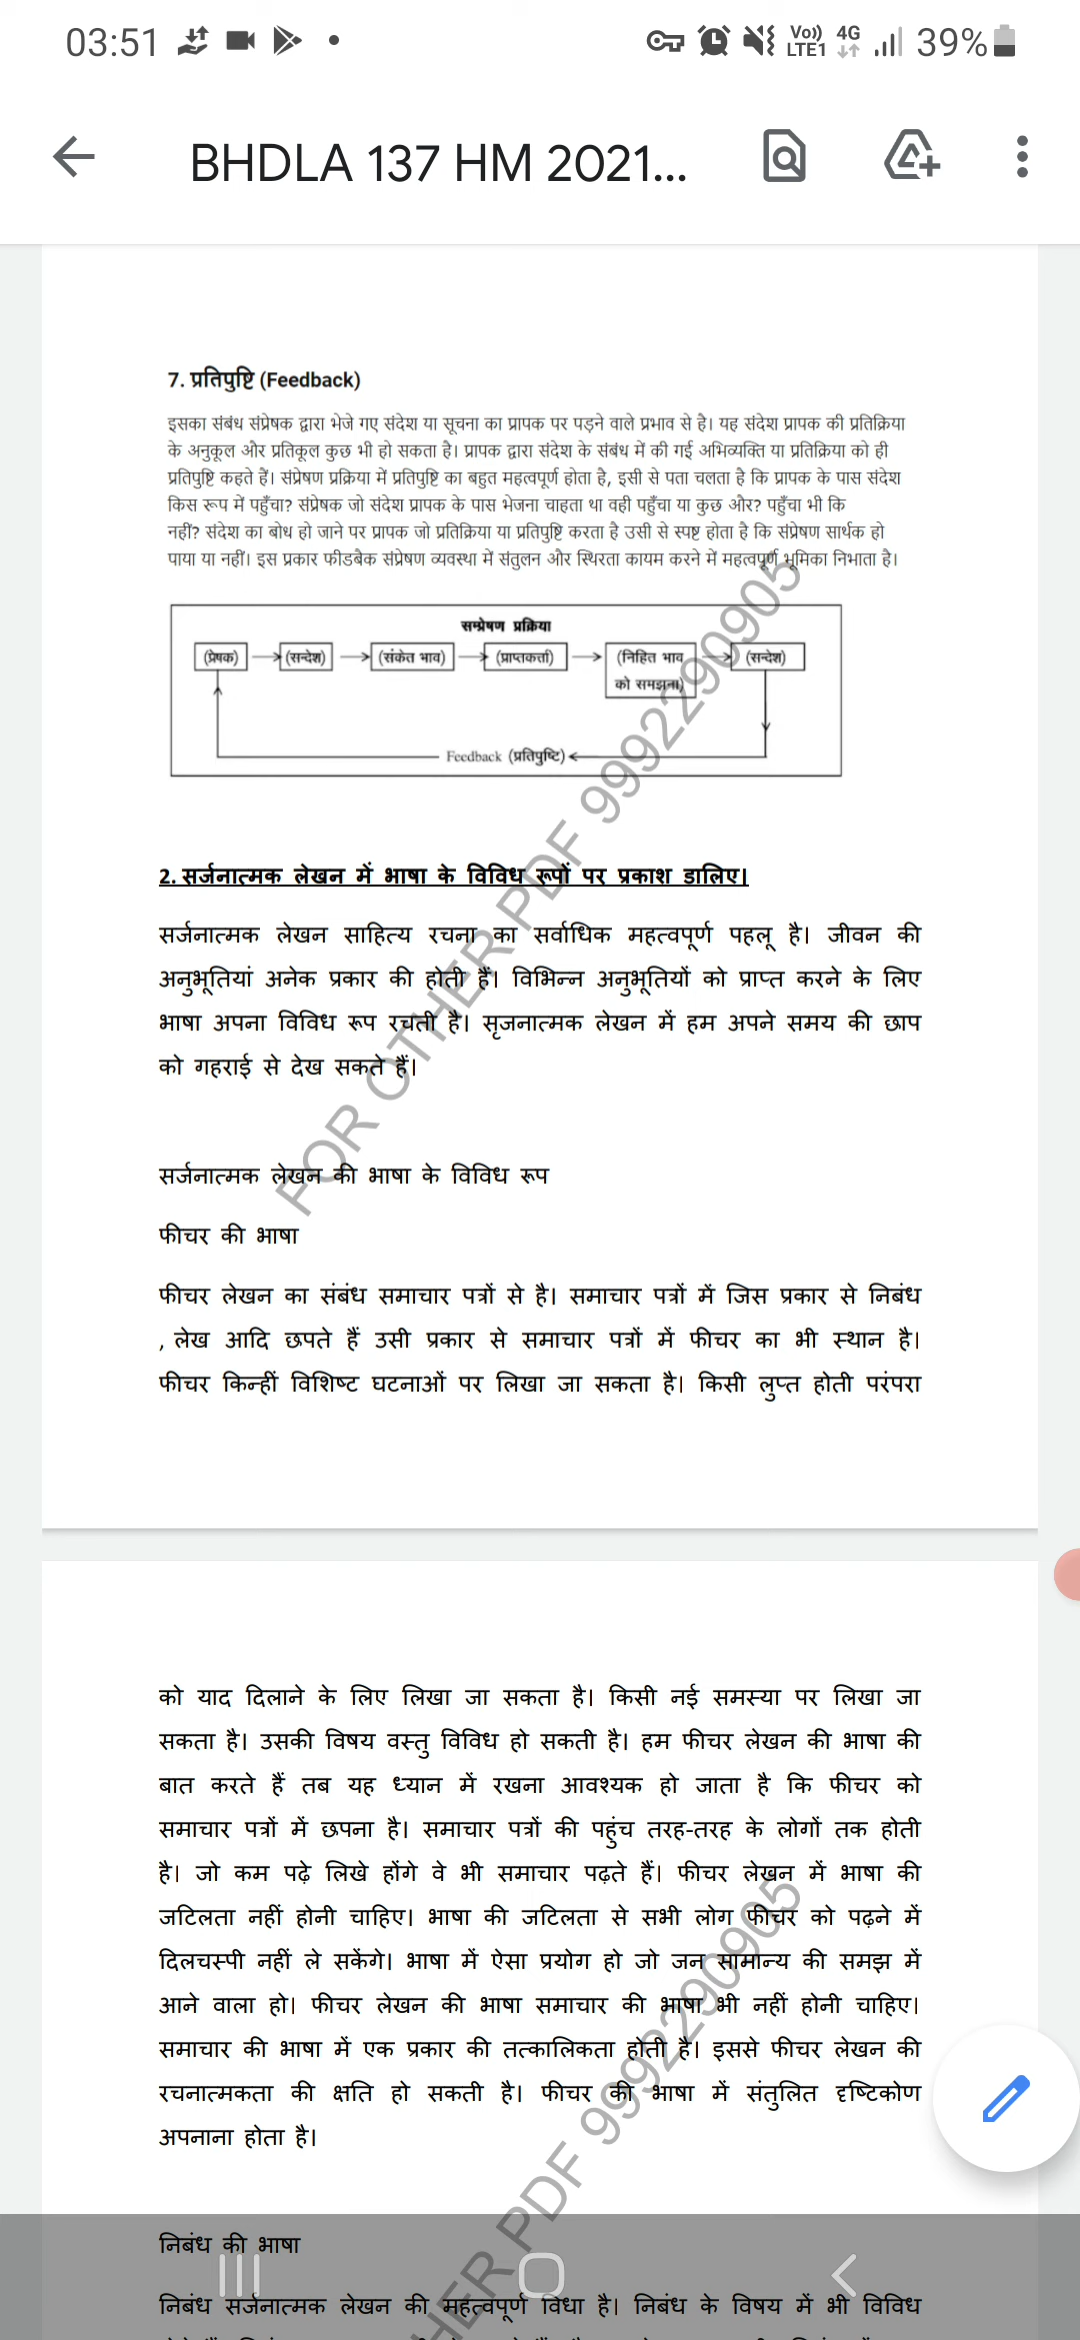 03:51
Vo)) LTE1 4G 39%
BHDLA 137 HM 2021...
7. प्रतिपुष्टि (Feedback)
इसका संबंध संप्रेषक द्वारा भेजे गए संदेश या सूचना का प्रापक पर पड़ने वाले प्रभाव से है। यह संदेश प्रापक की प्रतिक्रिया
के अनुकूल और प्रतिकूल कुछ भी हो सकता है। प्रापक द्वारा संदेश के संबंध में की गई अभिव्यक्ति या प्रतिक्रिया को ही
प्रतिपुष्टि कहते हैं। संप्रेषण प्रक्रिया में प्रतिपुष्टि का बहुत महत्वपूर्ण होता है, इसी से पता चलता है कि प्रापक के पास संदेश
किस रूप में पहुँचा? संप्रेषक जो संदेश प्रापक के पास भेजना चाहता था वही पहुँचा या कुछ और? पहुँचा भी कि
नहीं? संदेश का बोध हो जाने पर प्रापक जो प्रतिक्रिया या प्रतिपुष्टि करता है उसी से स्पष्ट होता है कि संप्रेषण सार्थक हो
पाया या नहीं। इस प्रकार फीडबैक संप्रेषण व्यवस्था में संतुलन और स्थिरता कायम करने में महत्वपूर्ण भूमिका निभाता है।
सम्प्रेषण प्रक्रिया
(प्रेषक) (सन्देश) (संकेत भाव) (प्राप्तकर्ता) (निहित भाव (सन्देश)
को समझना)
Feedback (प्रतिपुष्टि)
2. सर्जनात्मक लेखन में भाषा के विविध रूपों पर प्रकाश डालिए।
सर्जनात्मक लेखन साहित्य रचना का सर्वाधिक महत्वपूर्ण पहलू है। जीवन की
अनुभूतियां अनेक प्रकार की होती हैं। विभिन्न अनुभूतियों को प्राप्त करने के लिए
भाषा अपना विविध रूप रचती है। सृजनात्मक लेखन में हम अपने समय की छाप
को गहराई से देख सकते हैं।
सर्जनात्मक लेखन की भाषा के विविध रूप
फीचर की भाषा
फीचर लेखन का संबंध समाचार पत्रों से है। समाचार पत्रों में जिस प्रकार से निबंध
, लेख आदि छपते हैं उसी प्रकार से समाचार पत्रों में फीचर का भी स्थान है।
फीचर किन्हीं विशिष्ट घटनाओं पर लिखा जा सकता है। किसी लुप्त होती परंपरा
FOR OTHER PDF 9992290905
को याद दिलाने के लिए लिखा जा सकता है। किसी नई समस्या पर लिखा जा
सकता है। उसकी विषय वस्तु विविध हो सकती है। हम फीचर लेखन की भाषा की
बात करते हैं तब यह ध्यान में रखना आवश्यक हो जाता है कि फीचर को
समाचार पत्रों में छपना है। समाचार पत्रों की पहुंच तरह-तरह के लोगों तक होती
है। जो कम पढ़े लिखे होंगे वे भी समाचार पढ़ते हैं। फीचर लेखन में भाषा की
जटिलता नहीं होनी चाहिए। भाषा की जटिलता से सभी लोग फीचर को पढ़ने में
दिलचस्पी नहीं ले सकेंगे। भाषा में ऐसा प्रयोग हो जो जन सामान्य की समझ में
आने वाला हो। फीचर लेखन की भाषा समाचार की भाषा भी नहीं होनी चाहिए।
समाचार की भाषा में एक प्रकार की तत्कालिकता होती है। इससे फीचर लेखन की
रचनात्मकता की क्षति हो सकती है। फीचर की भाषा में संतुलित दृष्टिकोण
अपनाना होता है।
निबंध की भाषा
निबंध सर्जनात्मक लेखन की महत्वपूर्ण विधा है। निबंध के विषय में भी विविध
HER PDF 9992290905